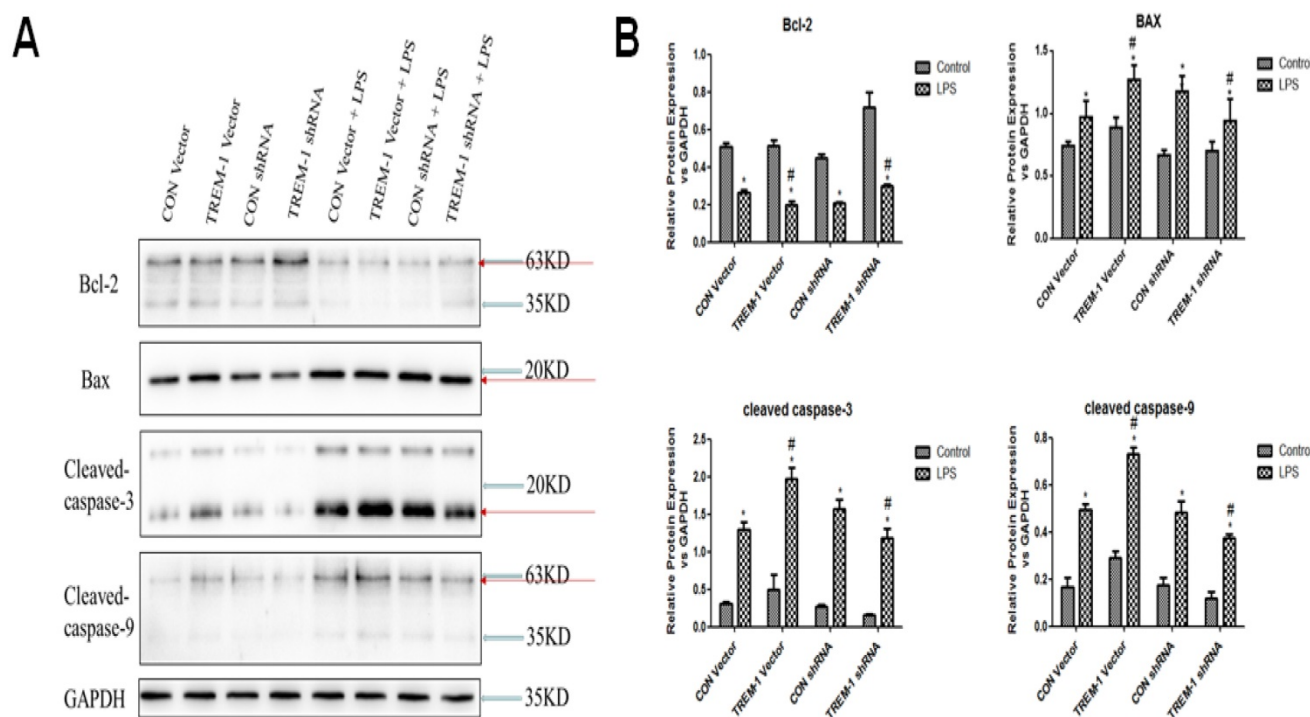 A
CON Vector
TREM-1 Vector
CON shRNA
TREM-1 shRNA
CON Vector + LPS
TREM-1 Vector + LPS
CON shRNA + LPS
TREM-1 shRNA + LPS
Bcl-2
63KD
35KD
Bax
20KD
Cleaved-
caspase-3
20KD
Cleaved-
caspase-9
63KD
35KD
GAPDH
35KD
B
Bcl-2
Relative Protein Expression
vs GAPDH
1.0
0.8
0.6
0.4
0.2
0.0
*
#
*
*
#
*
Control
LPS
CON Vector
TREM-1 Vector
CON shRNA
TREM-1 shRNA
BAX
Relative Protein Expression
vs GAPDH
1.5
1.0
0.5
0.0
*
#
*
*
#
*
Control
LPS
CON Vector
TREM-1 Vector
CON shRNA
TREM-1 shRNA
cleaved caspase-3
Relative Protein Expression
vs GAPDH
2.5
2.0
1.5
1.0
0.5
0.0
*
#
*
*
#
*
Control
LPS
CON Vector
TREM-1 Vector
CON shRNA
TREM-1 shRNA
cleaved caspase-9
Relative Protein Expression
vs GAPDH
0.8
0.6
0.4
0.2
0.0
*
#
*
*
#
*
Control
LPS
CON Vector
TREM-1 Vector
CON shRNA
TREM-1 shRNA